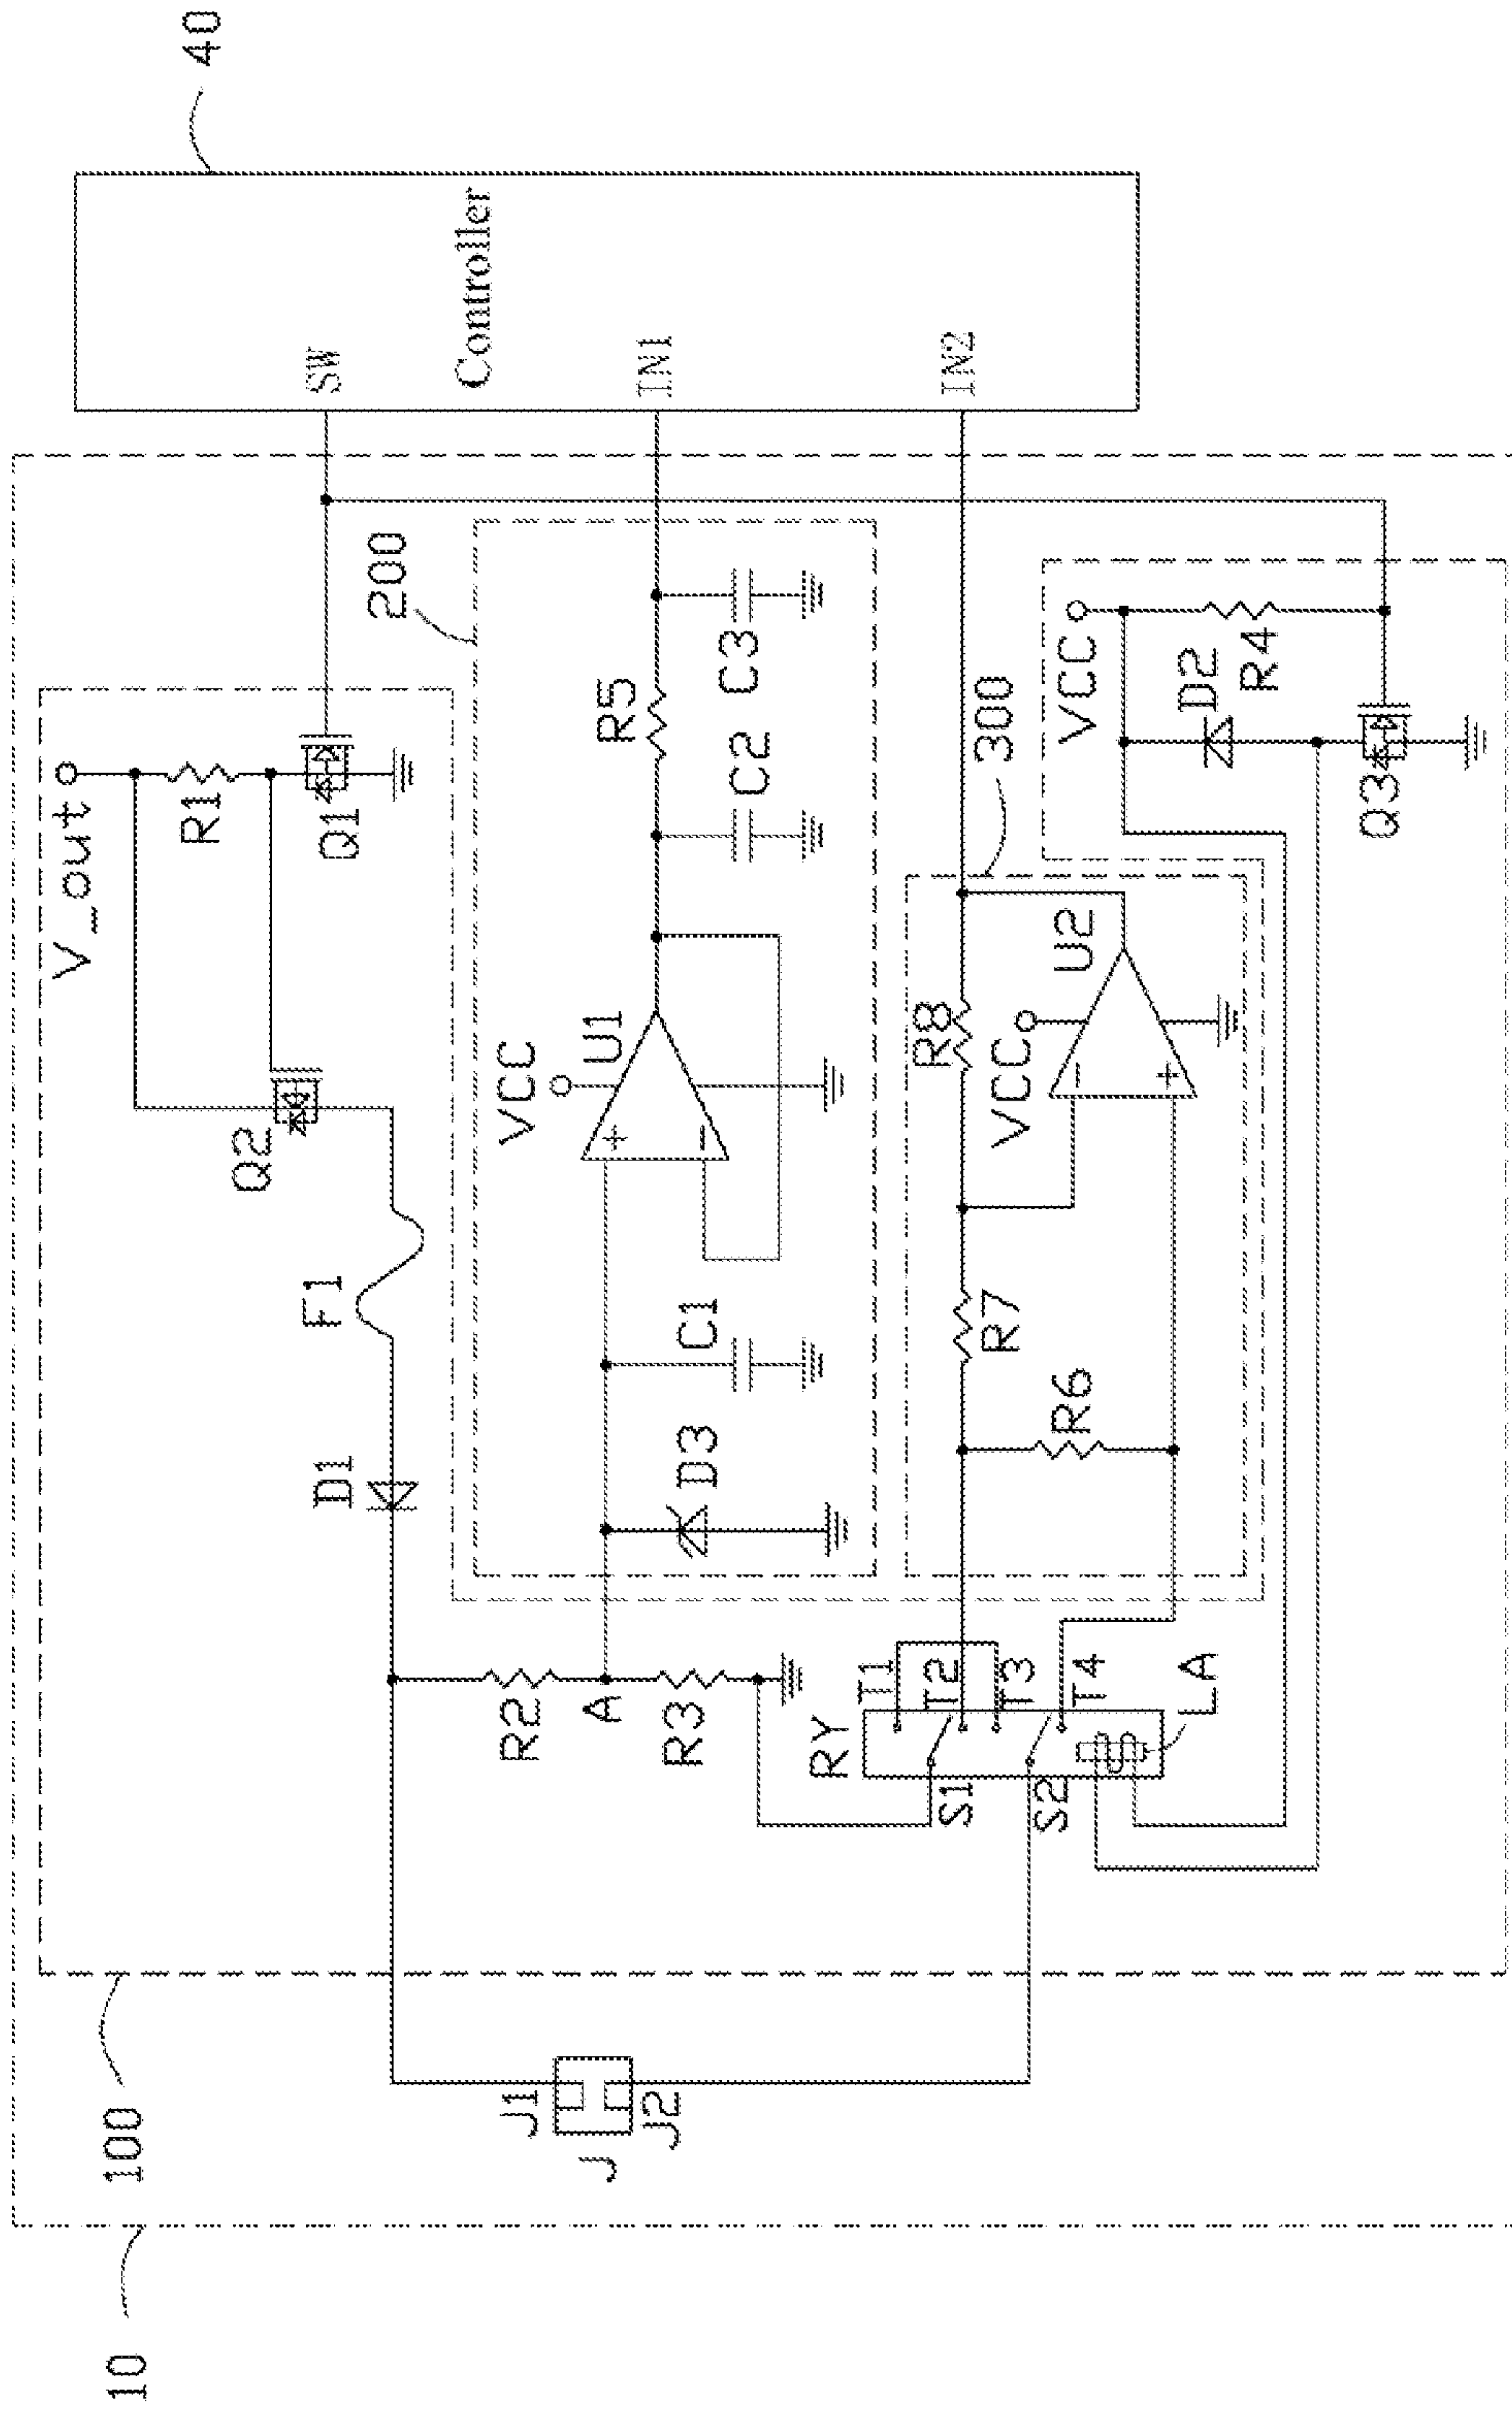 10
100
J
J1
J2
D1
F1
Q2
V_out
R1
Q1
200
R2
A
R3
D3
C1
VCC
U1
C2
R5
C3
RY
S1
S2
T1
T2
T3
T4
LA
R6
R7
R8
VCC
U2
300
VCC
D2
R4
Q3
SW
Controller
IN1
IN2
40